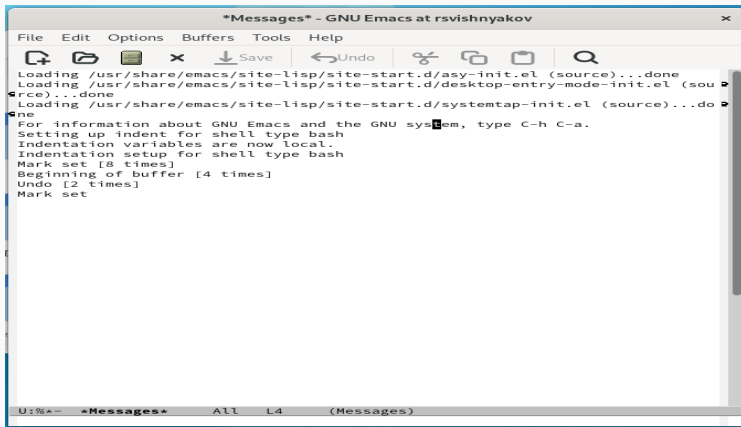 *Messages* - GNU Emacs at rsvishnyakov
File Edit Options Buffers Tools Help
Save Undo
Loading /usr/share/emacs/site-lisp/site-start.d/asy-init.el (source)...done
Loading /usr/share/emacs/site-lisp/site-start.d/desktop-entry-mode-init.el (sou
rce)...done
Loading /usr/share/emacs/site-lisp/site-start.d/systemtap-init.el (source)...do
ne
For information about GNU Emacs and the GNU system, type C-h C-a.
Setting up indent for shell type bash
Indentation variables are now local.
Indentation setup for shell type bash
Mark set [8 times]
Beginning of buffer [4 times]
Undo [2 times]
Mark set
U:%*- *Messages* All L4 (Messages)